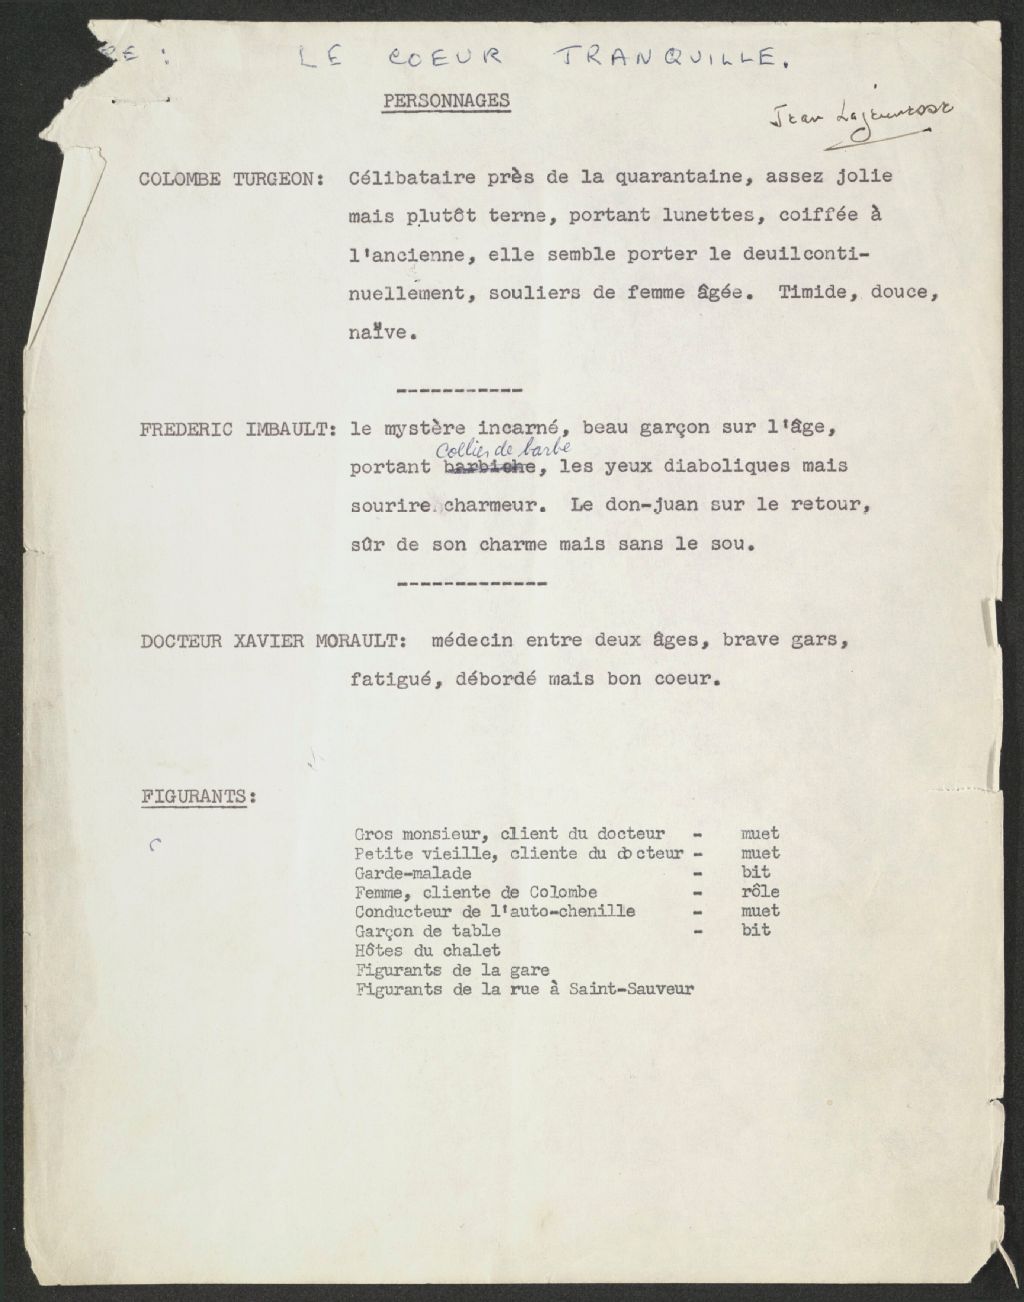 RE : LE COEUR TRANQUILLE.
PERSONNAGES
Jean Lajeunesse
COLOMBE TURGEON: Célibataire près de la quarantaine, assez jolie
mais plutôt terne, portant lunettes, coiffée à
l'ancienne, elle semble porter le deuilconti-
nuellement, souliers de femme âgée. Timide, douce,
naïve.
-----------
FREDERIC IMBAULT: le mystère incarné, beau garçon sur l'âge,
collier de barbe
portant barbiche, les yeux diaboliques mais
sourire charmeur. Le don-juan sur le retour,
sûr de son charme mais sans le sou.
-------------
DOCTEUR XAVIER MORAULT: médecin entre deux âges, brave gars,
fatigué, débordé mais bon coeur.
FIGURANTS:
Gros monsieur, client du docteur - muet
Petite vieille, cliente du docteur - muet
Garde-malade - bit
Femme, cliente de Colombe - rôle
Conducteur de l'auto-chenille - muet
Garçon de table - bit
Hôtes du chalet
Figurants de la gare
Figurants de la rue à Saint-Sauveur